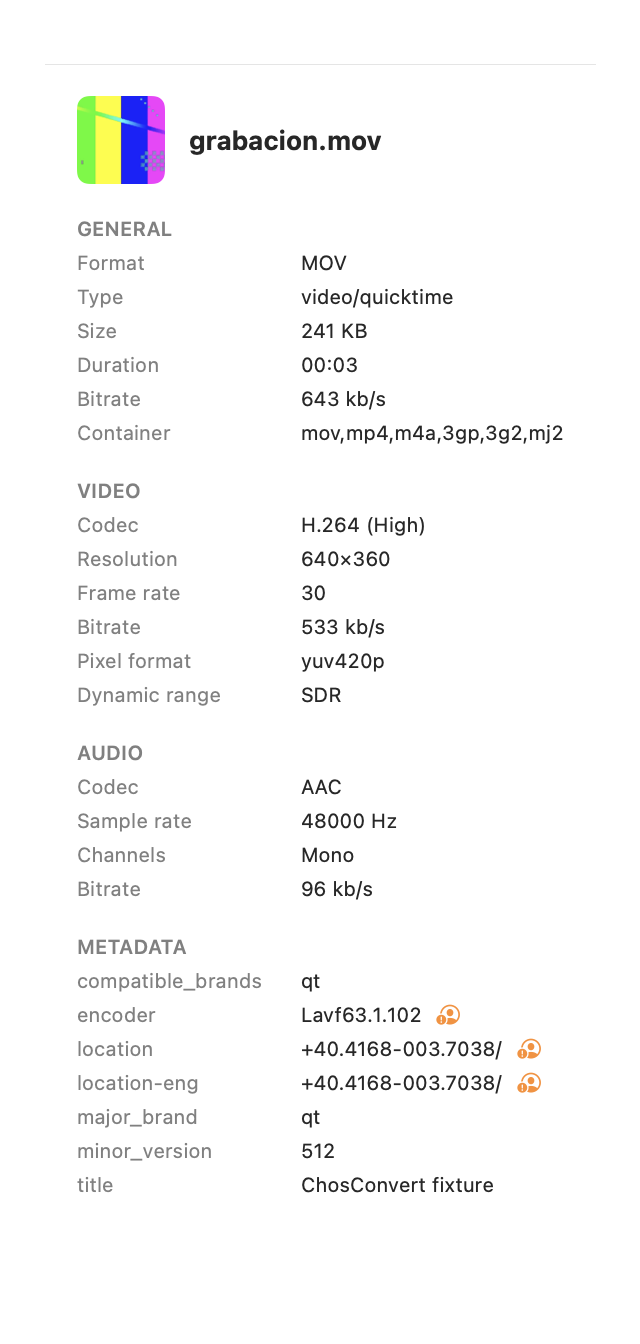 grabacion.mov
GENERAL
Format MOV
Type video/quicktime
Size 241 KB
Duration 00:03
Bitrate 643 kb/s
Container mov,mp4,m4a,3gp,3g2,mj2
VIDEO
Codec H.264 (High)
Resolution 640×360
Frame rate 30
Bitrate 533 kb/s
Pixel format yuv420p
Dynamic range SDR
AUDIO
Codec AAC
Sample rate 48000 Hz
Channels Mono
Bitrate 96 kb/s
METADATA
compatible_brands qt
encoder Lavf63.1.102
location +40.4168-003.7038/
location-eng +40.4168-003.7038/
major_brand qt
minor_version 512
title ChosConvert fixture